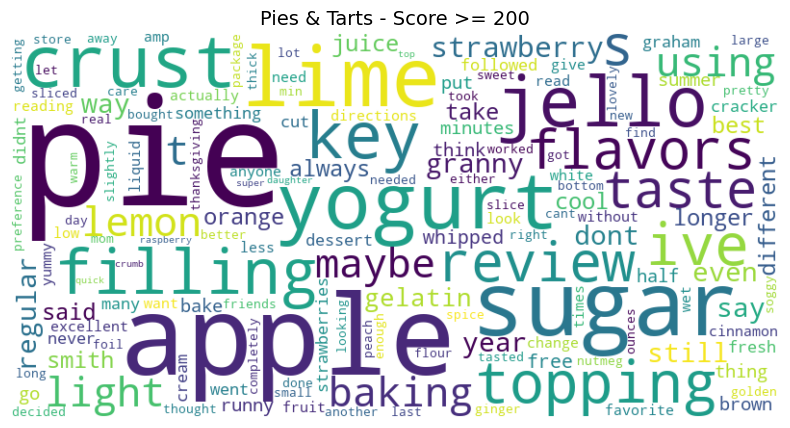 Pies & Tarts - Score >= 200
getting store away amp crust lime package thick lot juice need min strawberry s followed give graham large
let care sliced actually directions put sweet top read using
reading way something cut key jello summer cracker pretty
didnt real bought t think take minutes took flavors lovely new find best
pie liquid thanksgiving anyone always granny worked got white taste
preference warm slightly super daughter needed either bottom cool
day lemon orange yogurt slice cant without longer different
low mom raspberry better less dessert whipped look right dont ive
yummy filling maybe review half even
regular crumb quick many want bake friends strawberries looking gelatin sugar times wet say soggy
said excellent apple peach enough spice year change ounces cinnamon
never foil completely flour tasted free nutmeg still fresh
long smith cream done topping thing
go light went small baking golden
decided thought runny fruit another last ginger favorite brown